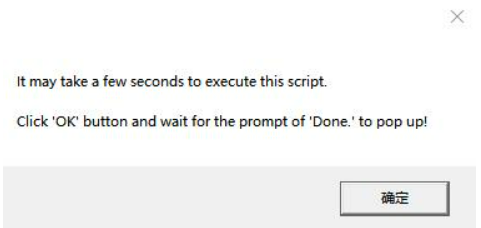 It may take a few seconds to execute this script.
Click 'OK' button and wait for the prompt of 'Done.' to pop up!
确定